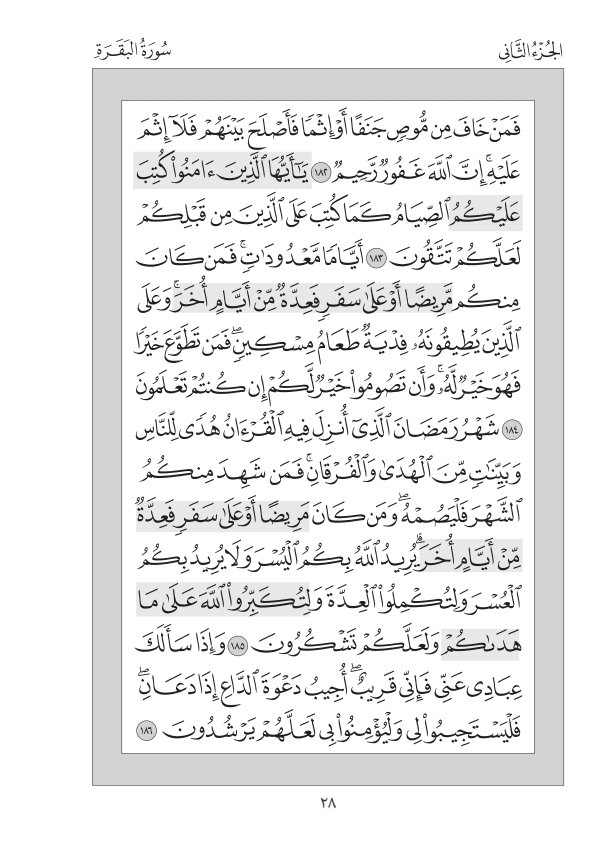 الجُزْءُ الثَّانِى
سُورَةُ البَقَرَةِ
فَمَنْ خَافَ مِن مُّوصٍ جَنَفًا أَوْ إِثْمًا فَأَصْلَحَ بَيْنَهُمْ فَلَآ إِثْمَ
عَلَيْهِۚ إِنَّ ٱللَّهَ غَفُورٌ رَّحِيمٌ ١٨٢ يَٰٓأَيُّهَا ٱلَّذِينَ ءَامَنُوا۟ كُتِبَ
عَلَيْكُمُ ٱلصِّيَامُ كَمَا كُتِبَ عَلَى ٱلَّذِينَ مِن قَبْلِكُمْ
لَعَلَّكُمْ تَتَّقُونَ ١٨٣ أَيَّامًا مَّعْدُودَٰتٍۚ فَمَن كَانَ
مِنكُم مَّرِيضًا أَوْ عَلَىٰ سَفَرٍ فَعِدَّةٌ مِّنْ أَيَّامٍ أُخَرَۚ وَعَلَى
ٱلَّذِينَ يُطِيقُونَهُۥ فِدْيَةٌ طَعَامُ مِسْكِينٍۖ فَمَن تَطَوَّعَ خَيْرًا
فَهُوَ خَيْرٌ لَّهُۥۚ وَأَن تَصُومُوا۟ خَيْرٌ لَّكُمْ إِن كُنتُمْ تَعْلَمُونَ
١٨٤ شَهْرُ رَمَضَانَ ٱلَّذِىٓ أُنزِلَ فِيهِ ٱلْقُرْءَانُ هُدًى لِّلنَّاسِ
وَبَيِّنَٰتٍ مِّنَ ٱلْهُدَىٰ وَٱلْفُرْقَانِۚ فَمَن شَهِدَ مِنكُمُ
ٱلشَّهْرَ فَلْيَصُمْهُۖ وَمَن كَانَ مَرِيضًا أَوْ عَلَىٰ سَفَرٍ فَعِدَّةٌ
مِّنْ أَيَّامٍ أُخَرَۗ يُرِيدُ ٱللَّهُ بِكُمُ ٱلْيُسْرَ وَلَا يُرِيدُ بِكُمُ
ٱلْعُسْرَ وَلِتُكْمِلُوا۟ ٱلْعِدَّةَ وَلِتُكَبِّرُوا۟ ٱللَّهَ عَلَىٰ مَا
هَدَىٰكُمْ وَلَعَلَّكُمْ تَشْكُرُونَ ١٨٥ وَإِذَا سَأَلَكَ
عِبَادِى عَنِّى فَإِنِّى قَرِيبٌۖ أُجِيبُ دَعْوَةَ ٱلدَّاعِ إِذَا دَعَانِۖ
فَلْيَسْتَجِيبُوا۟ لِى وَلْيُؤْمِنُوا۟ بِى لَعَلَّهُمْ يَرْشُدُونَ ١٨٦
٢٨